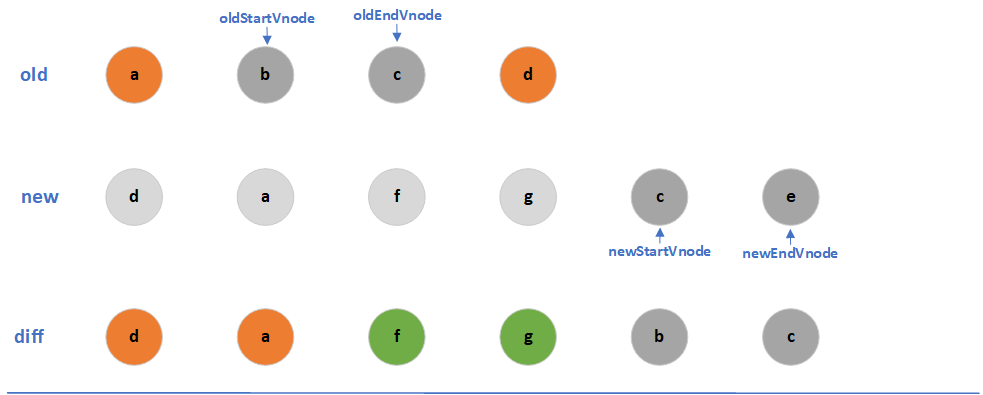 oldStartVnode oldEndVnode
old a b c d
new d a f g c e
newStartVnode newEndVnode
diff d a f g b c